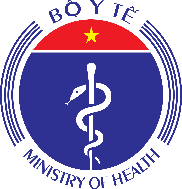 BỘ Y TẾ
MINISTRY OF HEALTH